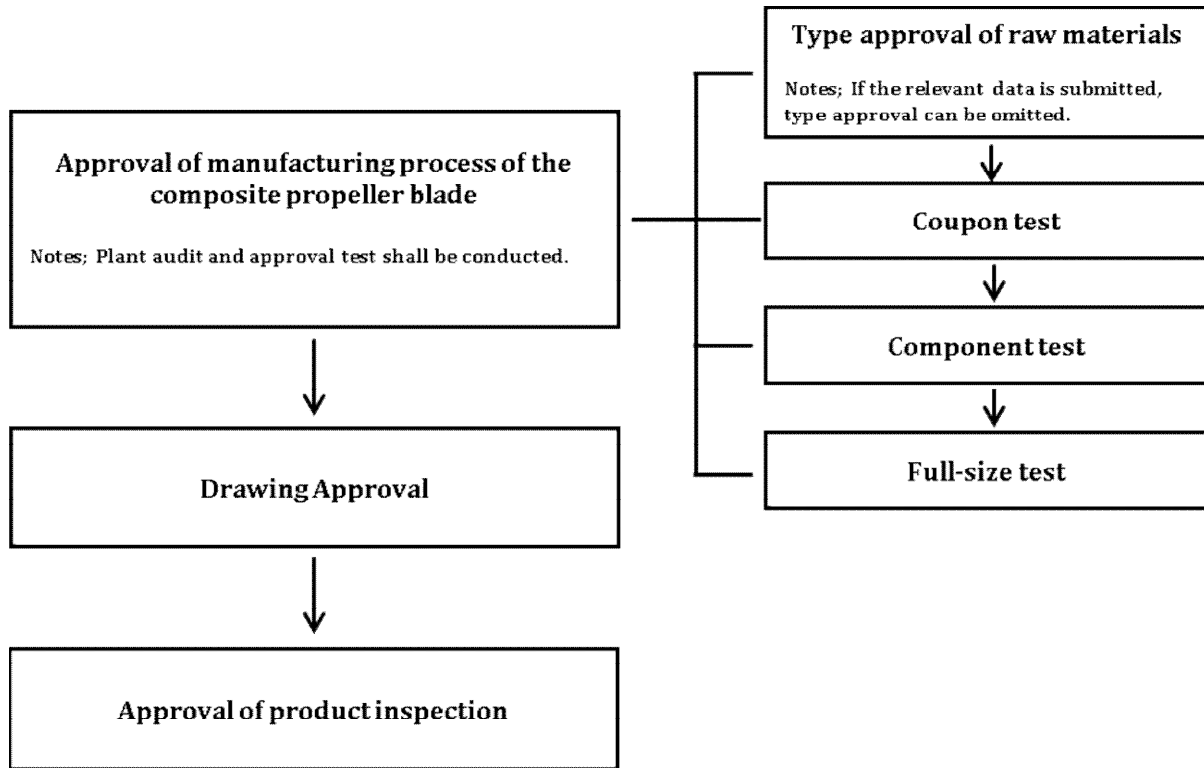 Approval of manufacturing process of the
composite propeller blade
Notes; Plant audit and approval test shall be conducted.
Drawing Approval
Approval of product inspection
Type approval of raw materials
Notes; If the relevant data is submitted,
type approval can be omitted.
Coupon test
Component test
Full-size test